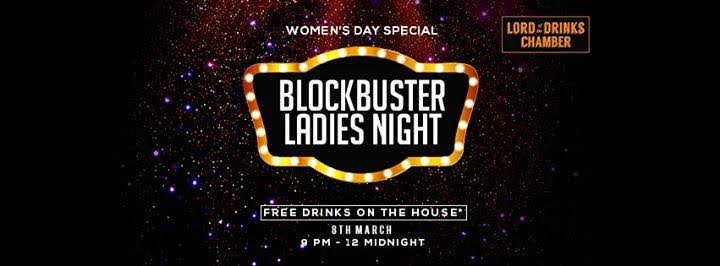 WOMEN'S DAY SPECIAL
LORD OF THE DRINKS
CHAMBER
BLOCKBUSTER
LADIES NIGHT
FREE DRINKS ON THE HOUSE*
8TH MARCH
9 PM - 12 MIDNIGHT